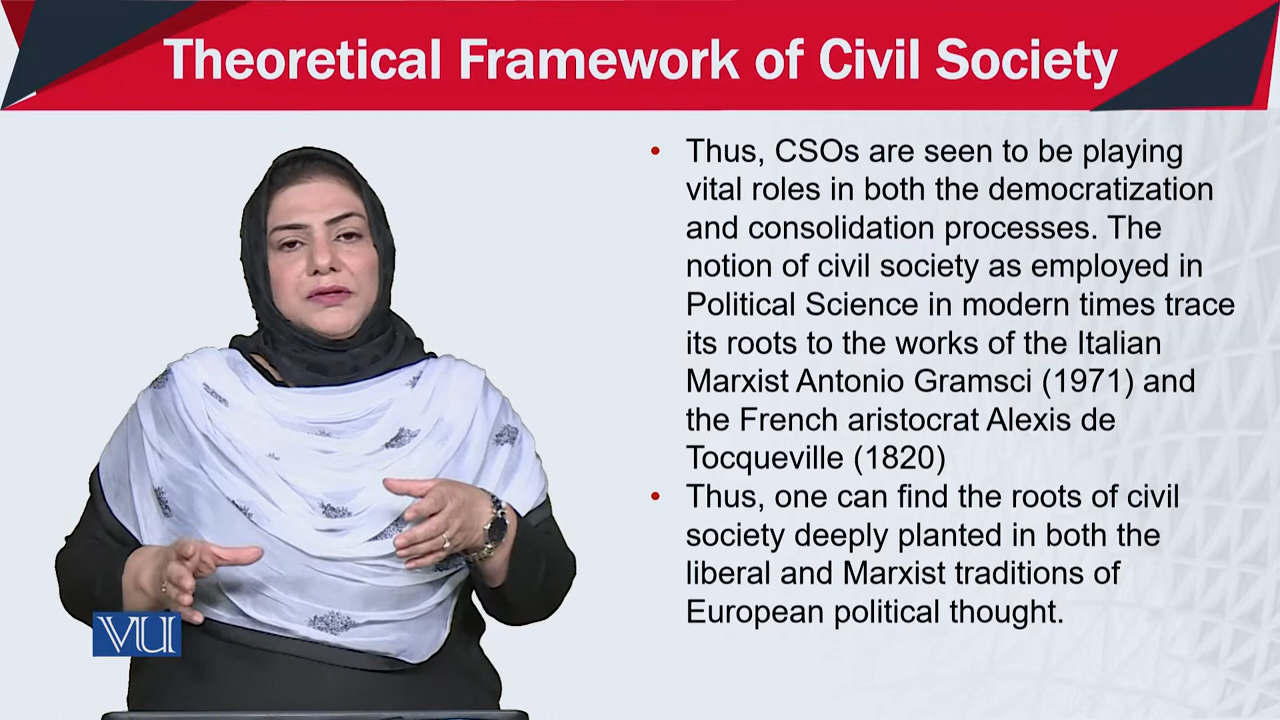 Theoretical Framework of Civil Society
• Thus, CSOs are seen to be playing
vital roles in both the democratization
and consolidation processes. The
notion of civil society as employed in
Political Science in modern times trace
its roots to the works of the Italian
Marxist Antonio Gramsci (1971) and
the French aristocrat Alexis de
Tocqueville (1820)
• Thus, one can find the roots of civil
society deeply planted in both the
liberal and Marxist traditions of
European political thought.
VU